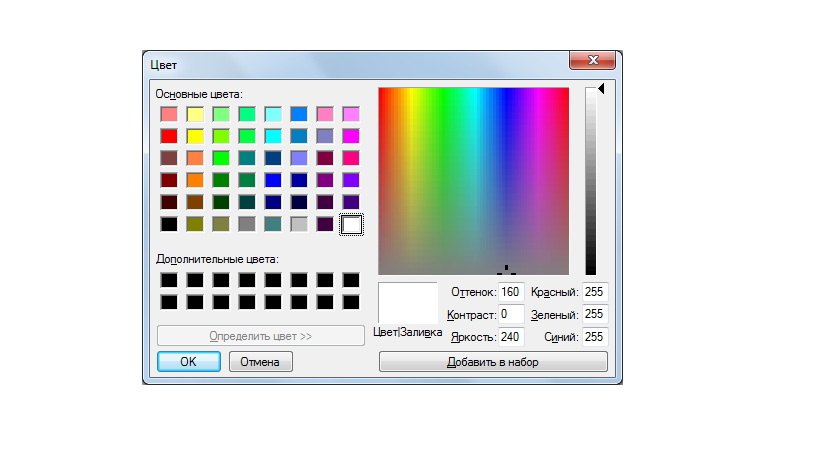 Цвет
Основные цвета:
Дополнительные цвета:
Определить цвет >>
OK
Отмена
Цвет|Заливка
Оттенок: 160
Контраст: 0
Яркость: 240
Красный: 255
Зеленый: 255
Синий: 255
Добавить в набор